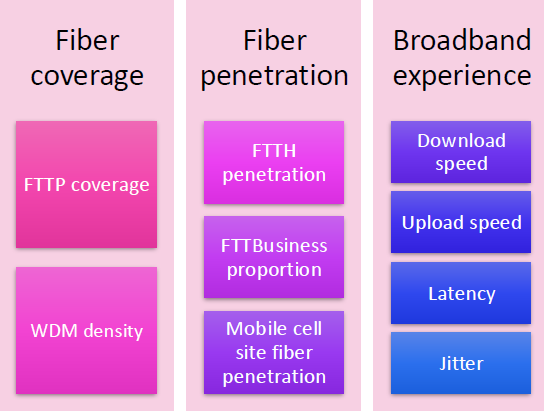 Fiber
coverage
FTTP coverage
WDM density
Fiber
penetration
FTTH
penetration
FTTBusiness
proportion
Mobile cell
site fiber
penetration
Broadband
experience
Download
speed
Upload speed
Latency
Jitter